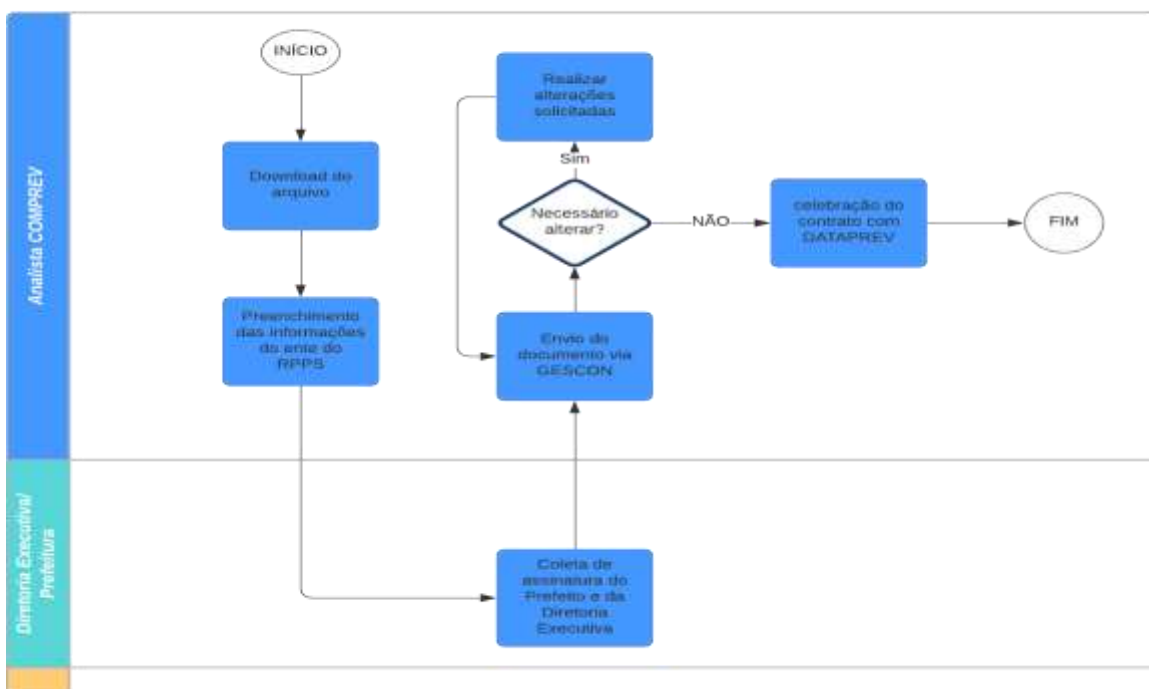 Analista COMPREV
INÍCIO
Download do
arquivo
Preenchimento
das informações
do ente do
RPPS
Realizar
alterações
solicitadas
Sim
Necessário
alterar?
NÃO
celebração do
contrato com
DATAPREV
FIM
Envio do
documento via
GESCON
Diretoria Executiva/
Prefeitura
Coleta de
assinatura do
Prefeito e da
Diretoria
Executiva